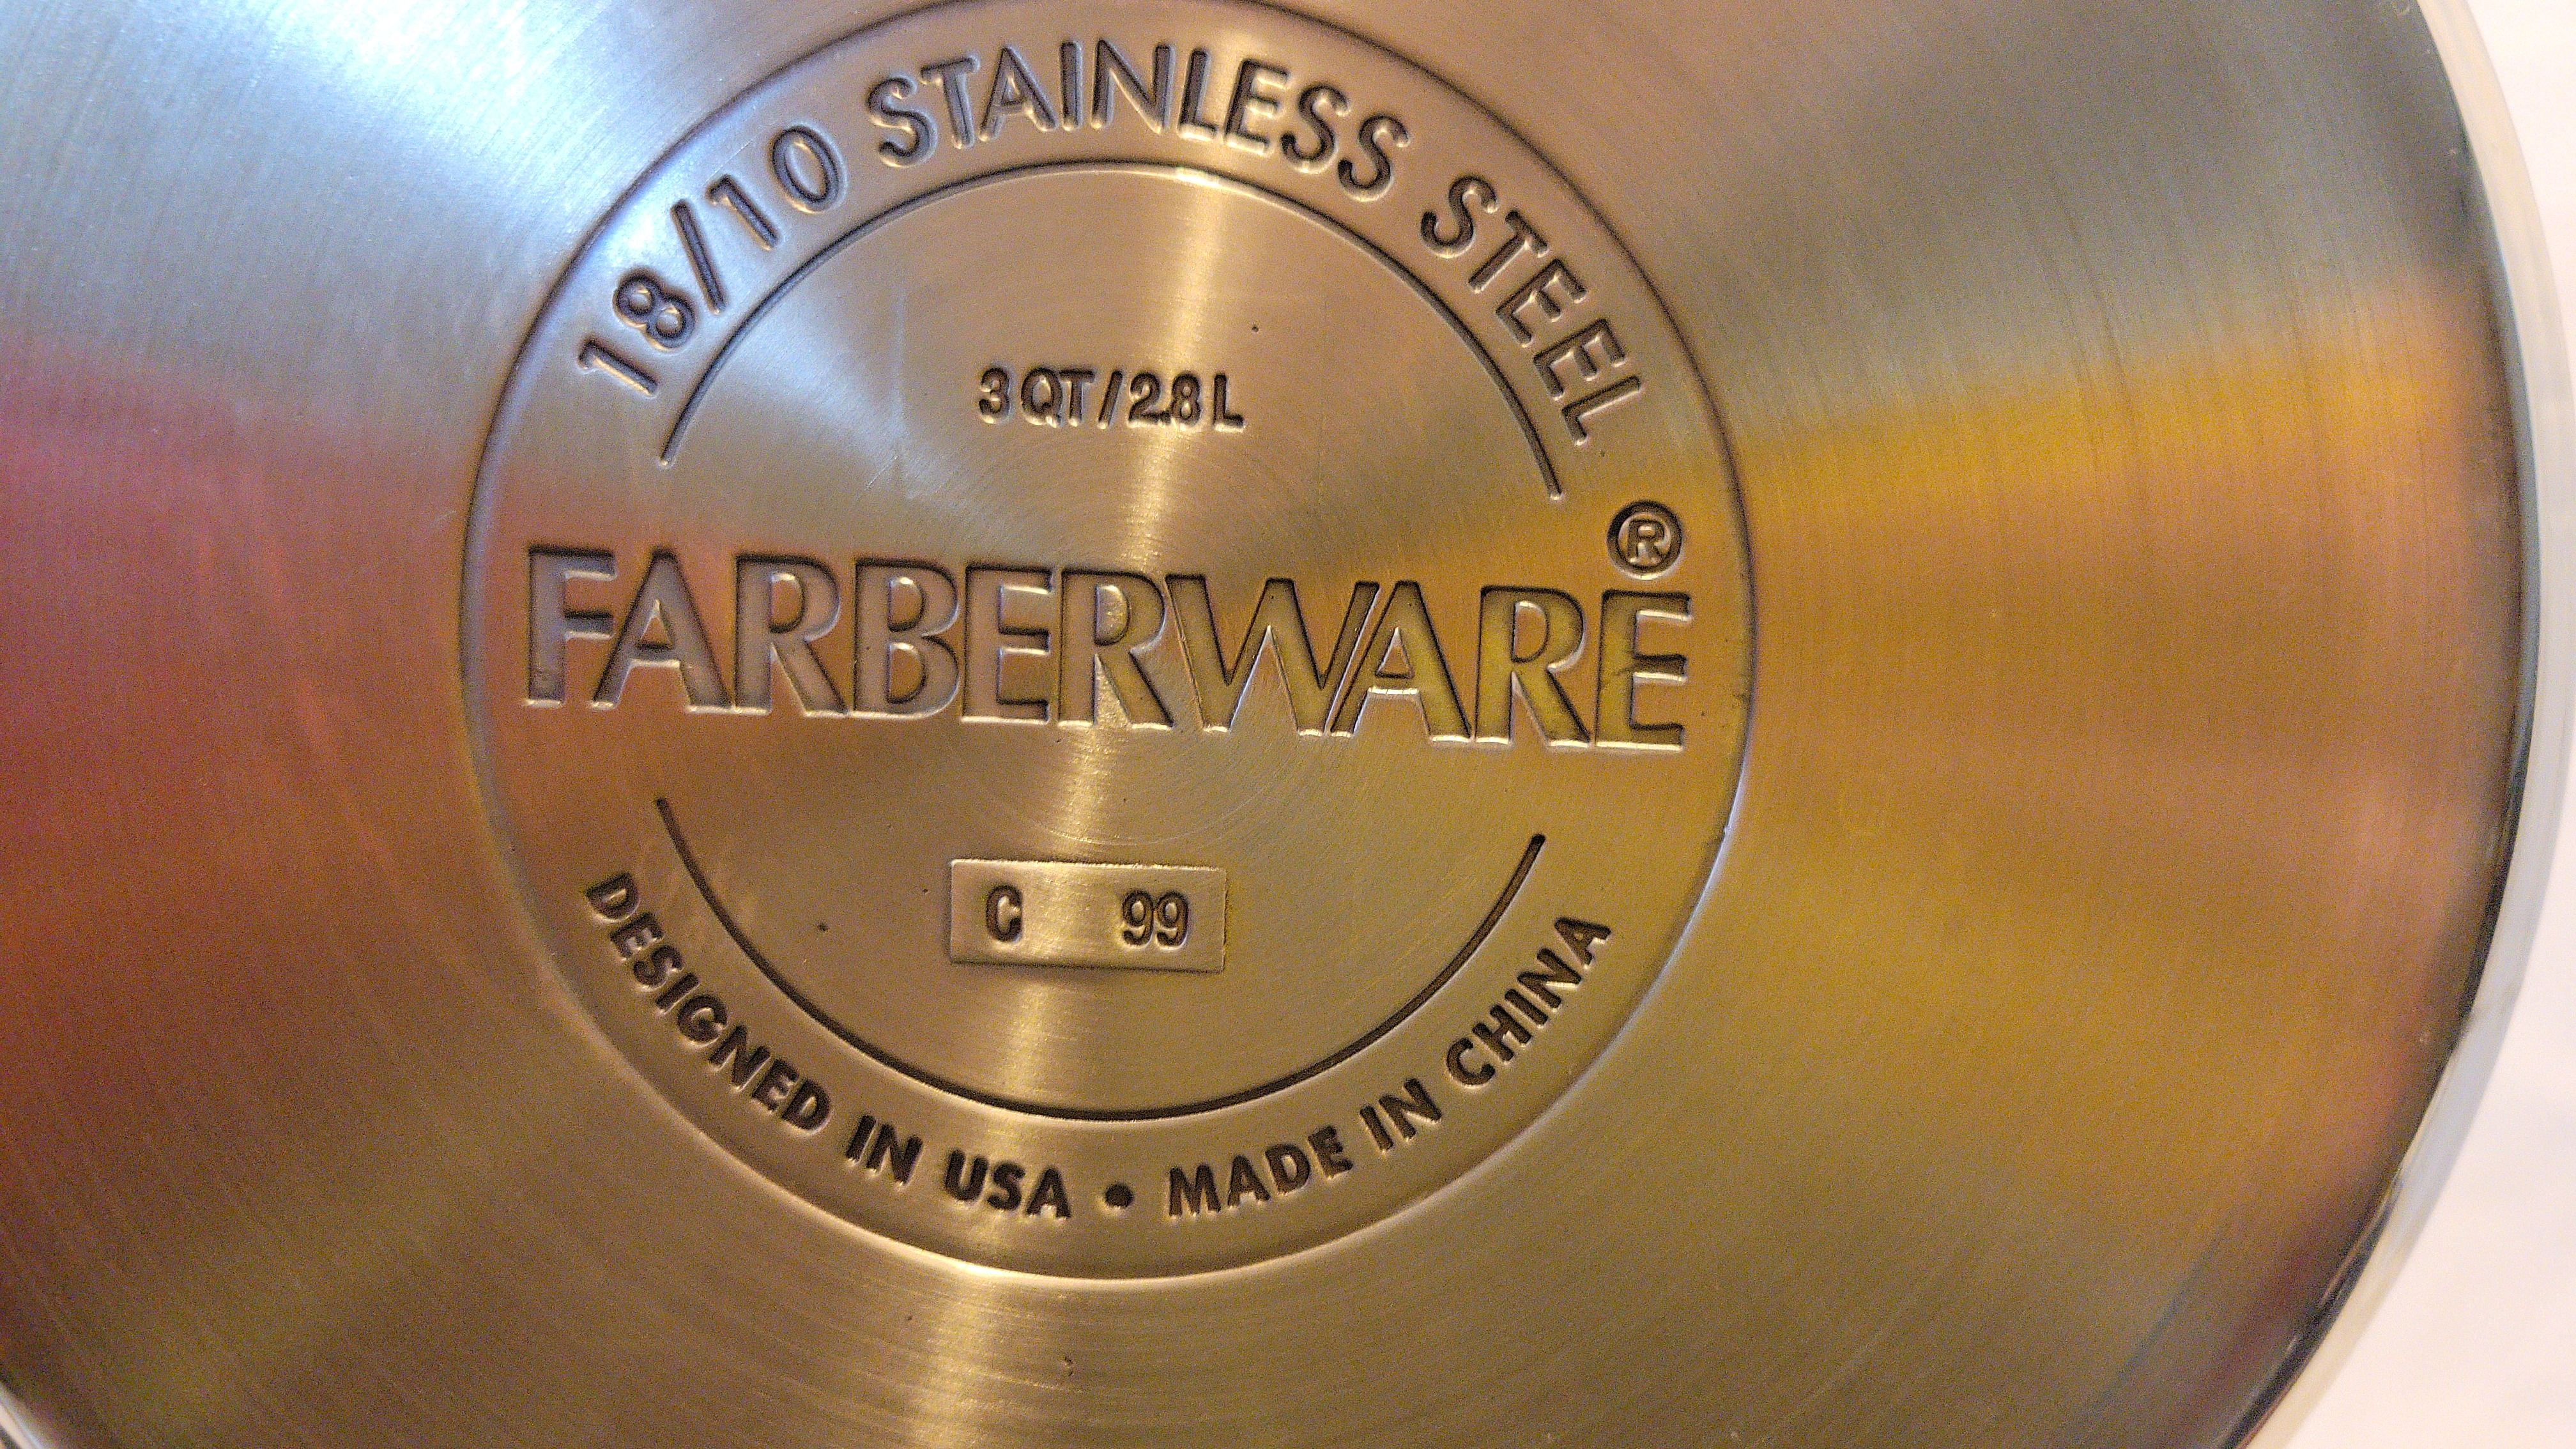 18/10 STAINLESS STEEL
3 QT / 2.8 L
FARBERWARE®
C 99
DESIGNED IN USA • MADE IN CHINA